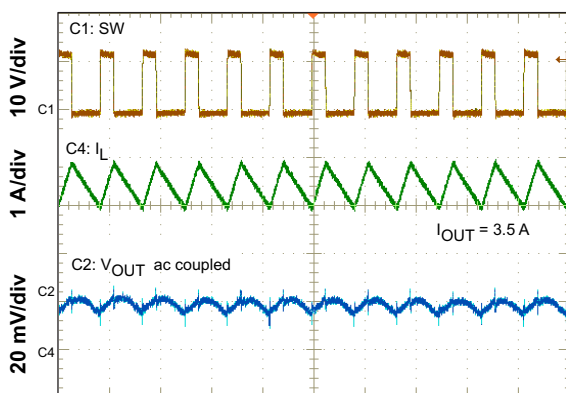 C1: SW
10 V/div
C1
C4: IL
1 A/div
IOUT = 3.5 A
C2: VOUT ac coupled
C2
20 mV/div
C4